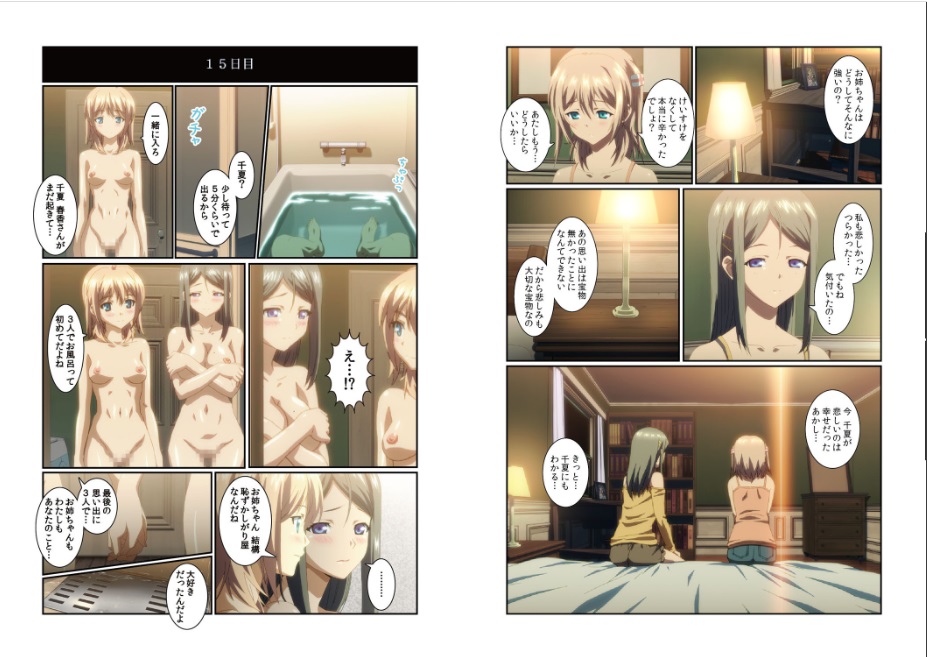 お姉ちゃんは
どうしてそんなに
強いの？
けいすけを
なくして
本当に辛かった
でしょ？
あたしもう…
どうしたら
いいか…
私も悲しかった
つらかった…
でもね
気付いたの…
あの思い出は宝物
無かったことに
なんてできない
だから悲しみも
大切な宝物なの
今 千夏が
悲しいのは
幸せだった
あかし…
きっと…
千夏にも
わかる…
１５日目
ちゃぷっ
ガチャ
千夏？
少し待って
５分くらいで
出るから
一緒に入ろ
千夏 春香さんが
まだ起きて…
え…!?
３人でお風呂って
初めてだよね
お姉ちゃん 結構
恥ずかしがり屋
なんだね
………
最後の
思い出に
３人で…
お姉ちゃんも
わたしも
あなたのこと…
大好き
だったんだよ